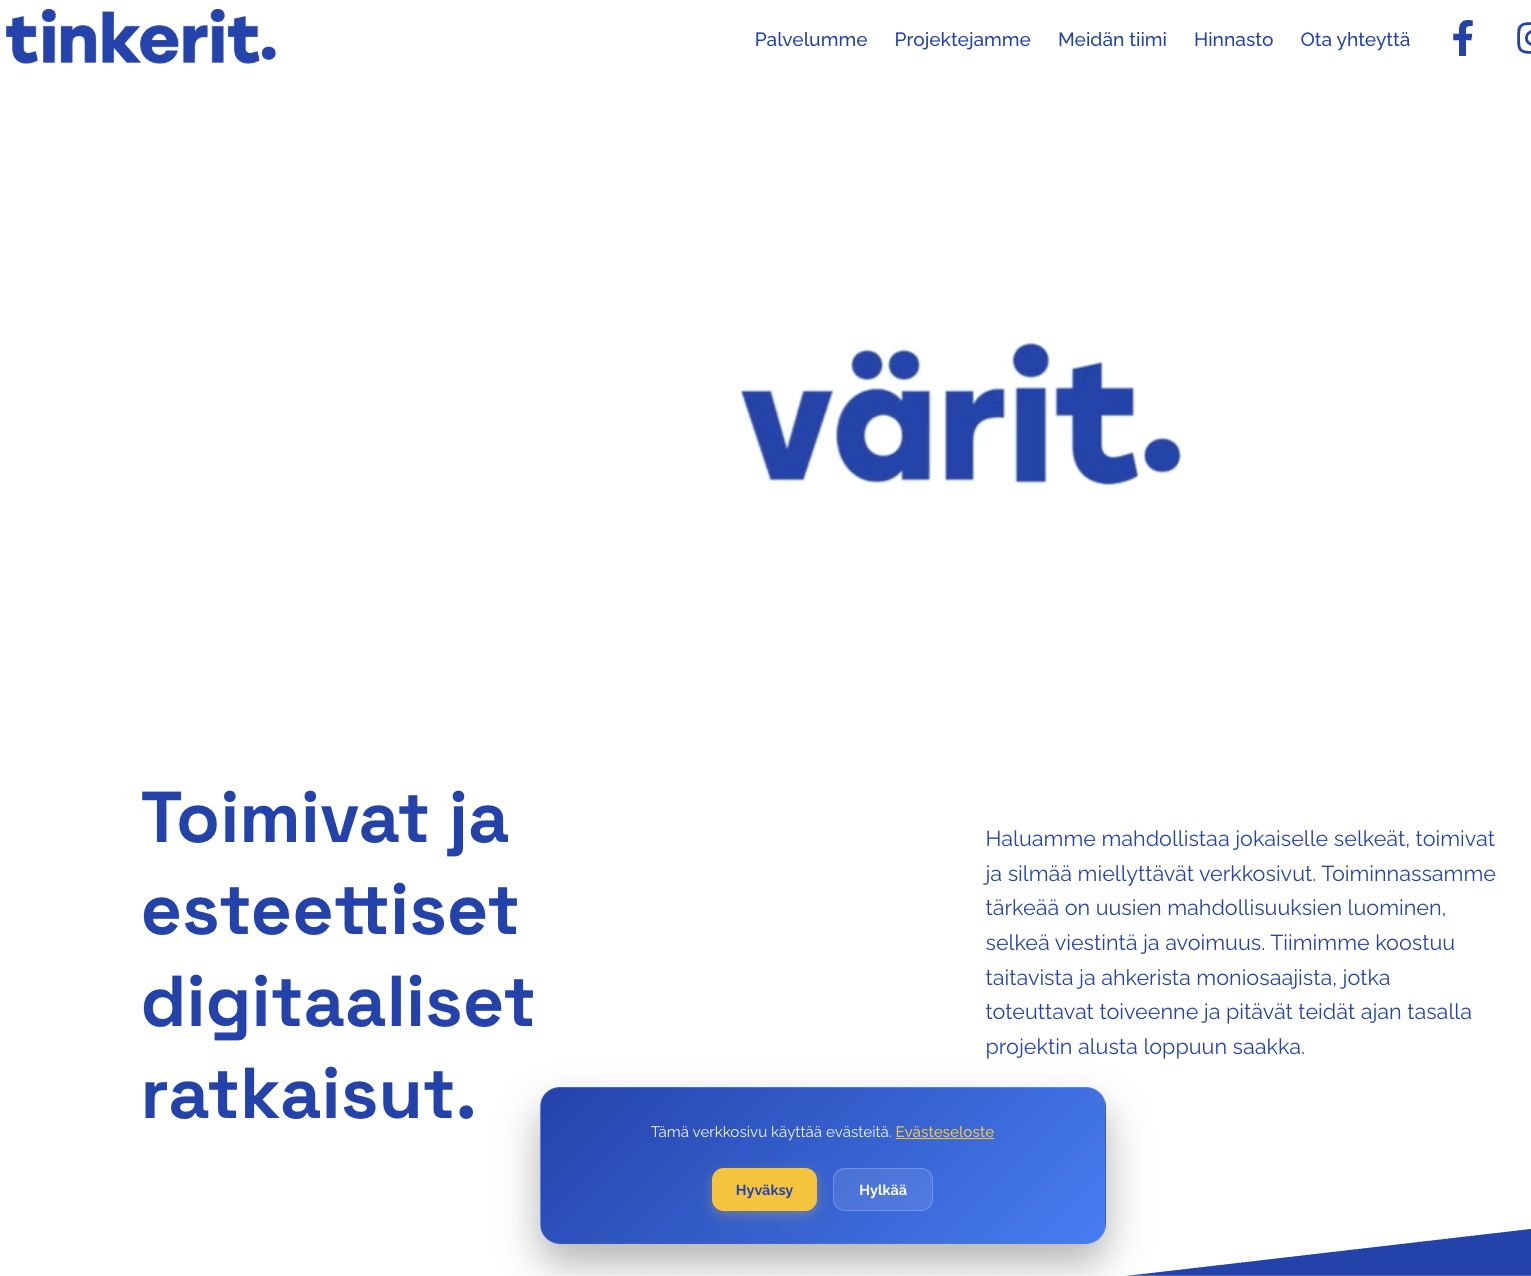 tinkerit.
Palvelumme Projektejamme Meidän tiimi Hinnasto Ota yhteyttä
värit.
Toimivat ja
esteettiset
digitaaliset
ratkaisut.
Haluamme mahdollistaa jokaiselle selkeät, toimivat
ja silmää miellyttävät verkkosivut. Toiminnassamme
tärkeää on uusien mahdollisuuksien luominen,
selkeä viestintä ja avoimuus. Tiimimme koostuu
taitavista ja ahkerista moniosaajista, jotka
toteuttavat toiveenne ja pitävät teidät ajan tasalla
projektin alusta loppuun saakka.
Tämä verkkosivu käyttää evästeitä. Evästeseloste
Hyväksy Hylkää